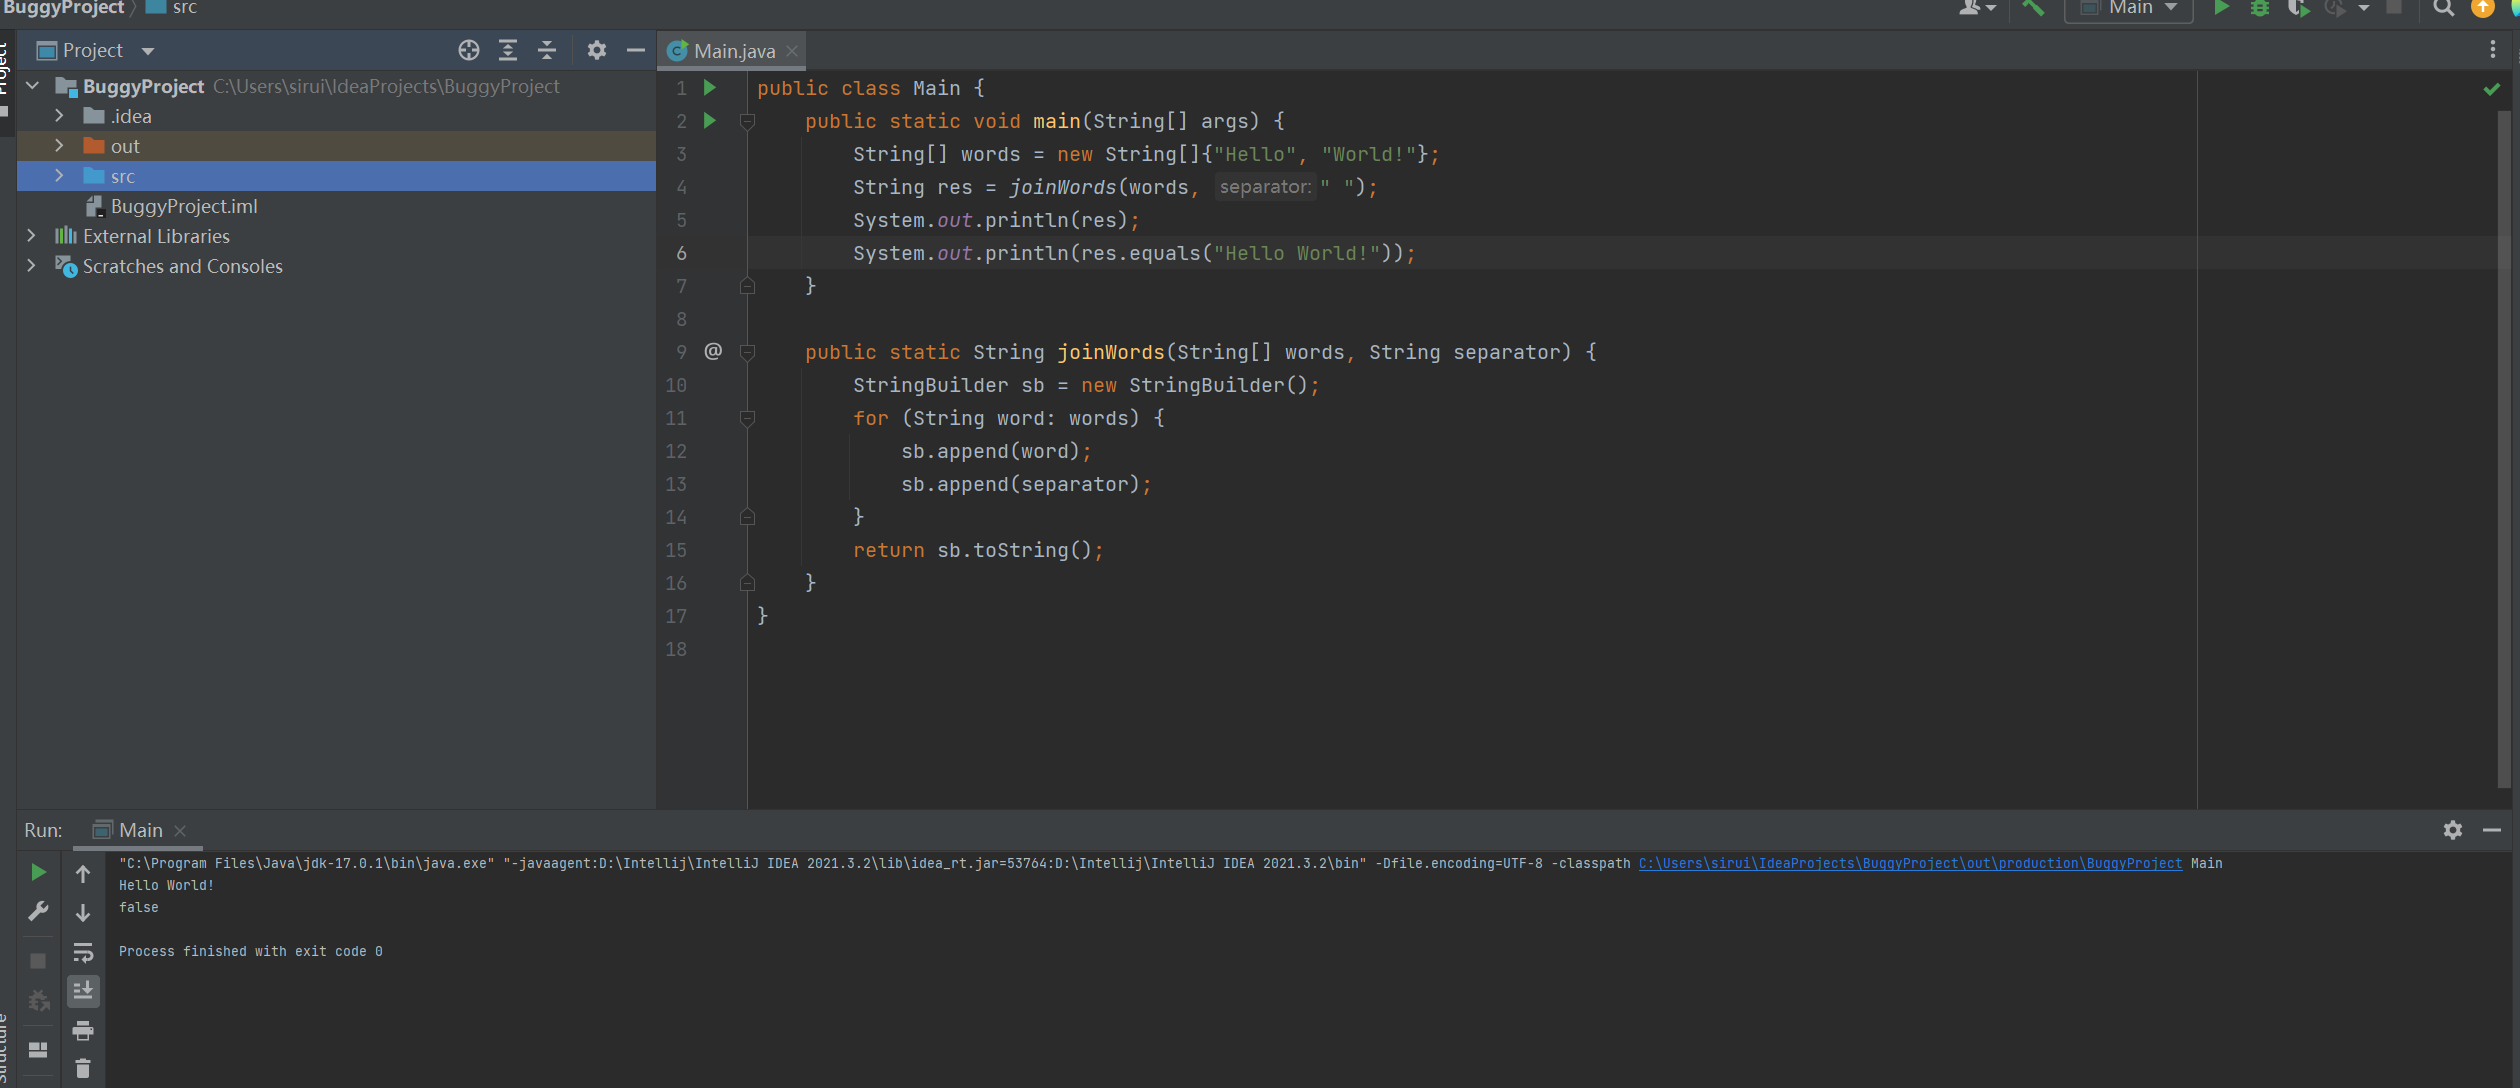 BuggyProject src
Main
Project
Project
Main.java
BuggyProject C:\Users\sirui\IdeaProjects\BuggyProject
.idea
out
src
BuggyProject.iml
External Libraries
Scratches and Consoles
1 public class Main {
2 public static void main(String[] args) {
3 String[] words = new String[]{"Hello", "World!"};
4 String res = joinWords(words, separator: " ");
5 System.out.println(res);
6 System.out.println(res.equals("Hello World!"));
7 }
8
9 @ public static String joinWords(String[] words, String separator) {
10 StringBuilder sb = new StringBuilder();
11 for (String word: words) {
12 sb.append(word);
13 sb.append(separator);
14 }
15 return sb.toString();
16 }
17 }
18
Run: Main
"C:\Program Files\Java\jdk-17.0.1\bin\java.exe" "-javaagent:D:\Intellij\IntelliJ IDEA 2021.3.2\lib\idea_rt.jar=53764:D:\Intellij\IntelliJ IDEA 2021.3.2\bin" -Dfile.encoding=UTF-8 -classpath C:\Users\sirui\IdeaProjects\BuggyProject\out\production\BuggyProject Main
Hello World!
false
Process finished with exit code 0
Structure